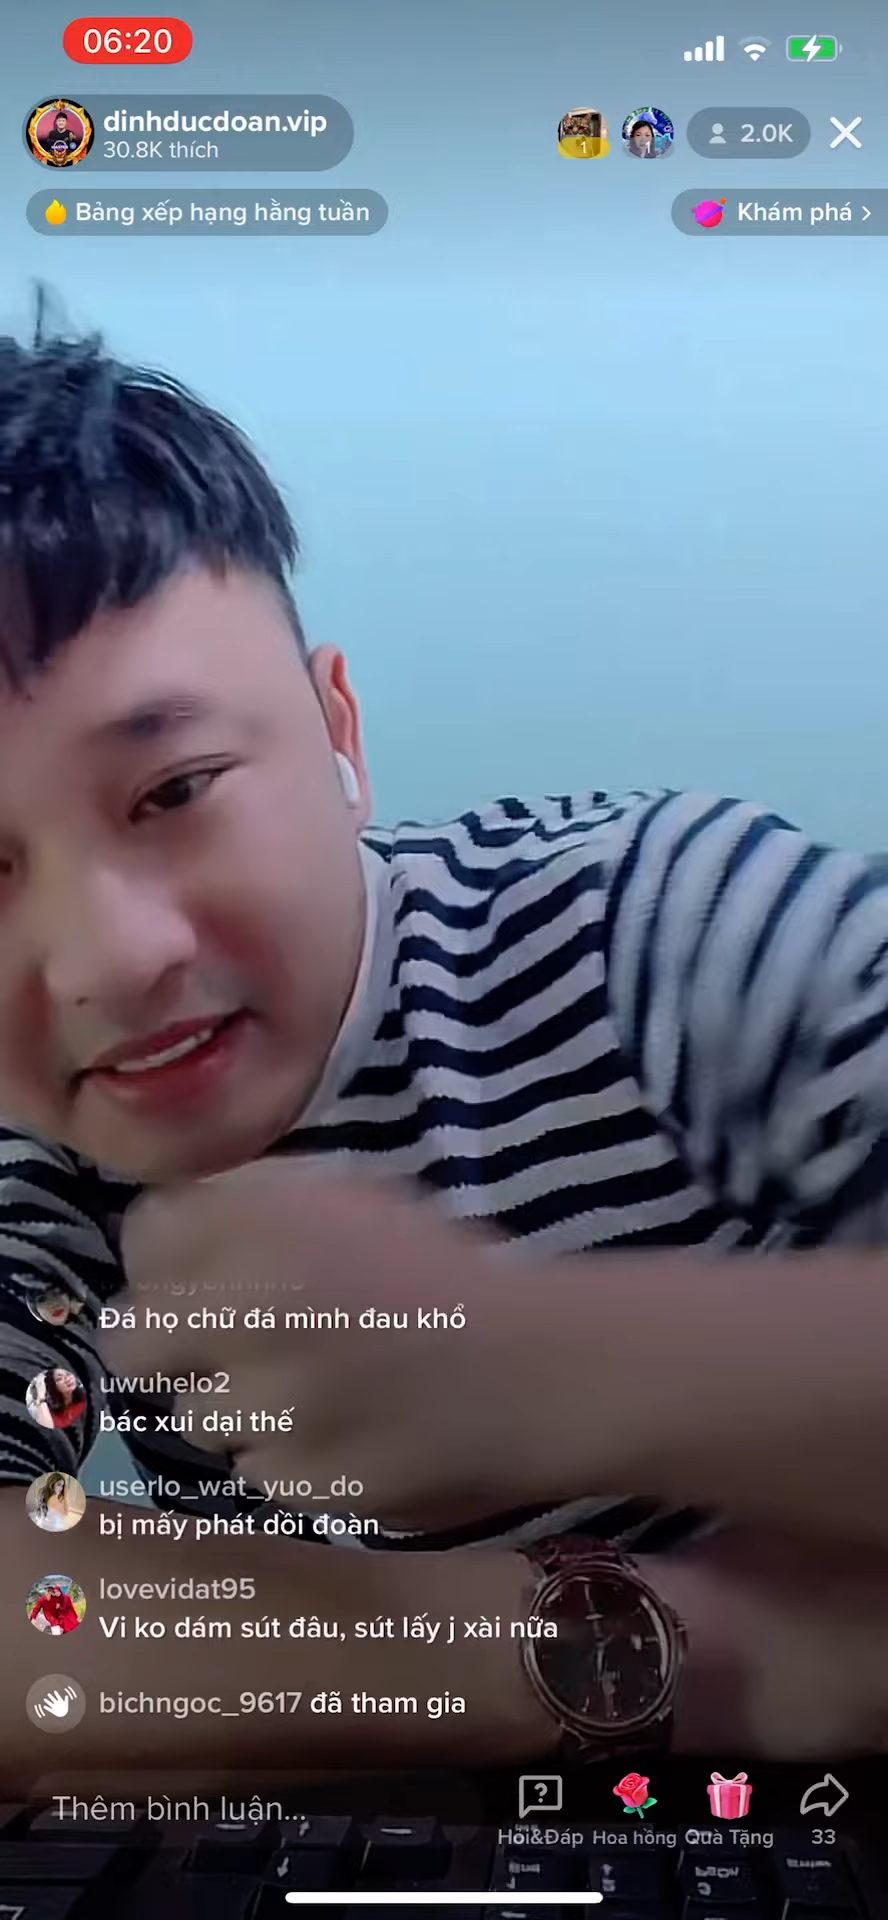 06:20
dinhducdoan.vip
30.8K thích
1
1
2.0K
Bảng xếp hạng hằng tuần
Khám phá
Đá họ chữ đá mình đau khổ
uwuhelo2
bác xui dại thế
userlo_wat_yuo_do
bị mấy phát dồi đoàn
lovevidat95
Vi ko dám sút đâu, sút lấy j xài nữa
bichngoc_9617 đã tham gia
Thêm bình luận...
Hỏi&Đáp
Hoa hồng
Quà Tặng
33